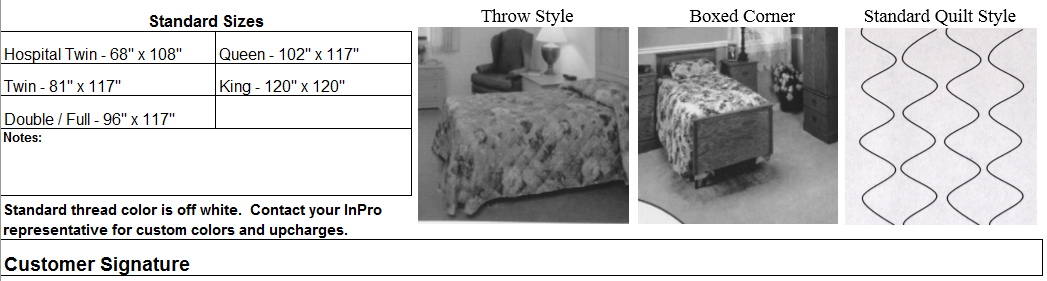 Standard Sizes
Hospital Twin - 68" x 108"
Queen - 102" x 117"
Twin - 81" x 117"
King - 120" x 120"
Double / Full - 96" x 117"
Notes:
Standard thread color is off white.  Contact your InPro
representative for custom colors and upcharges.
Throw Style
Boxed Corner
Standard Quilt Style
Customer Signature